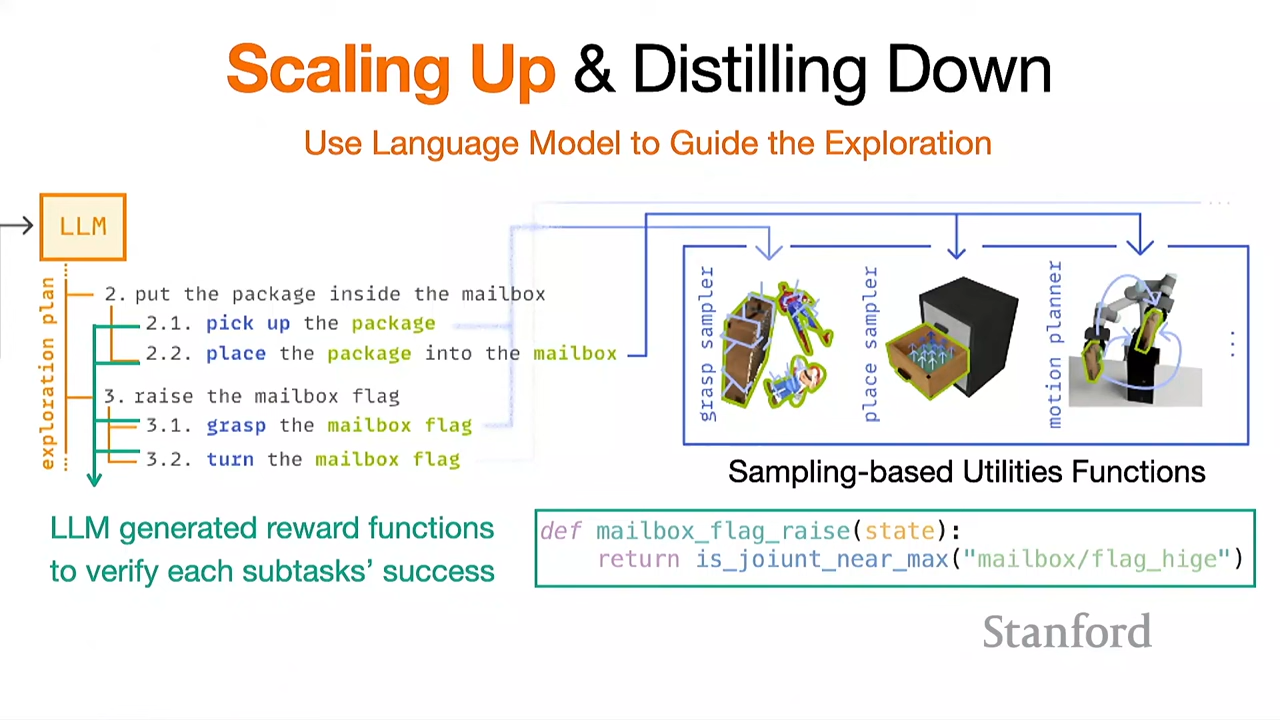 Scaling Up & Distilling Down
Use Language Model to Guide the Exploration
LLM
exploration plan
2. put the package inside the mailbox
2.1. pick up the package
2.2. place the package into the mailbox
3. raise the mailbox flag
3.1. grasp the mailbox flag
3.2. turn the mailbox flag
grasp sampler
place sampler
motion planner
...
Sampling-based Utilities Functions
LLM generated reward functions
to verify each subtasks’ success
def mailbox_flag_raise(state):
return is_joiunt_near_max("mailbox/flag_hige")
Stanford